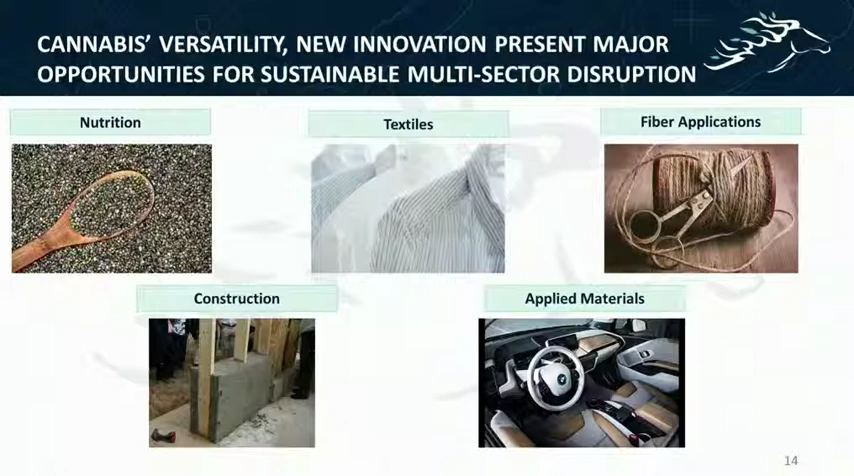 CANNABIS’ VERSATILITY, NEW INNOVATION PRESENT MAJOR
OPPORTUNITIES FOR SUSTAINABLE MULTI-SECTOR DISRUPTION
Nutrition
Textiles
Fiber Applications
Construction
Applied Materials
14